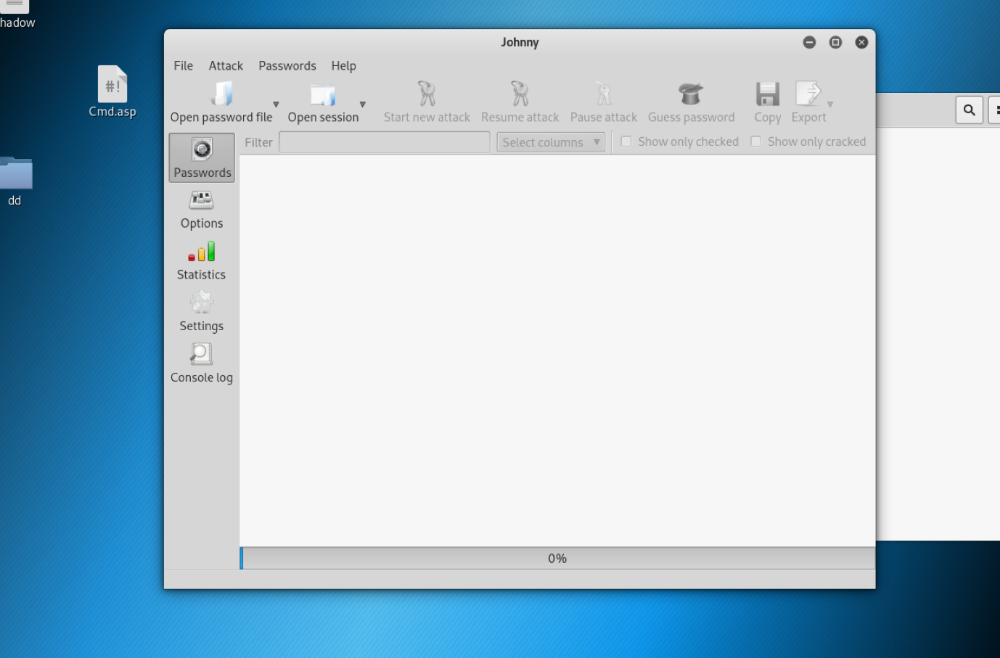 hadow
Johnny
File Attack Passwords Help
#!
Cmd.asp
Open password file Open session Start new attack Resume attack Pause attack Guess password Copy Export
Filter Select columns Show only checked Show only cracked
Passwords
dd
Options
Statistics
Settings
Console log
0%